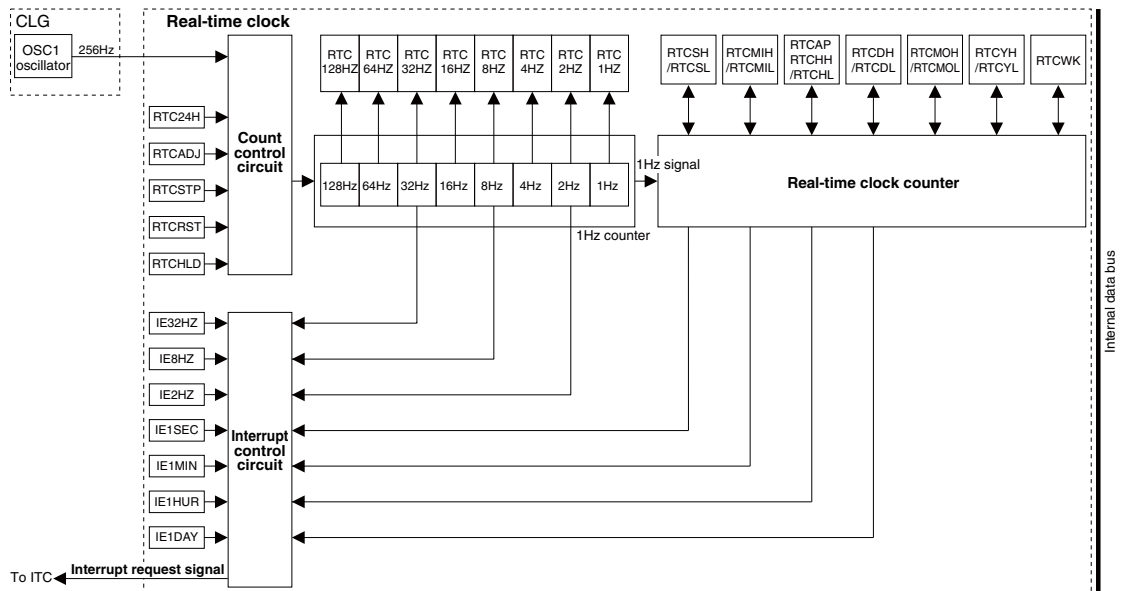 CLG
Real-time clock
OSC1
oscillator
256Hz
RTC
128HZ
RTC
64HZ
RTC
32HZ
RTC
16HZ
RTC
8HZ
RTC
4HZ
RTC
2HZ
RTC
1HZ
RTCSH
/RTCSL
RTCMIH
/RTCMIL
RTCAP
RTCHH
/RTCHL
RTCDH
/RTCDL
RTCMOH
/RTCMOL
RTCYH
/RTCYL
RTCWK
RTC24H
RTCADJ
RTCSTP
RTCRST
RTCHLD
Count
control
circuit
128Hz
64Hz
32Hz
16Hz
8Hz
4Hz
2Hz
1Hz
1Hz signal
Real-time clock counter
1Hz counter
Internal data bus
IE32HZ
IE8HZ
IE2HZ
IE1SEC
IE1MIN
IE1HUR
IE1DAY
Interrupt
control
circuit
To ITC
Interrupt request signal